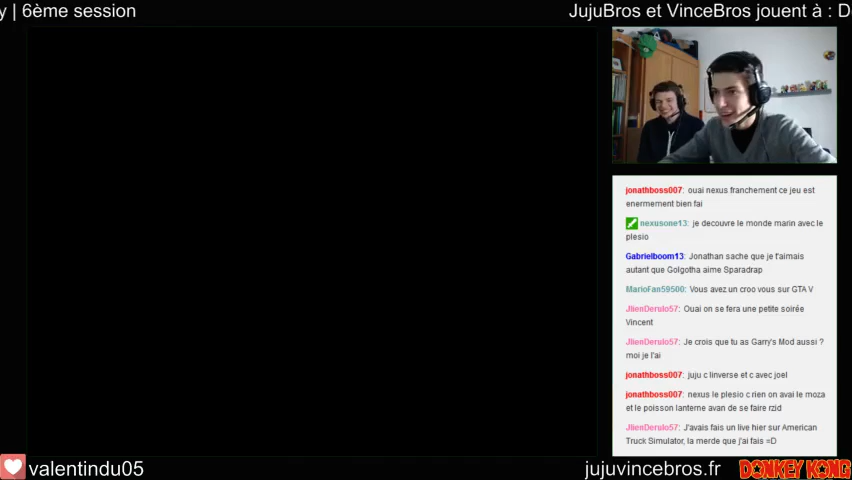 y | 6ème session
JujuBros et VinceBros jouent à : D
jonathboss007: ouai nexus franchement ce jeu est
enermement bien fai
nexusone13: je decouvre le monde marin avec le
plesio
Gabrielboom13: Jonathan sache que je t'aimais
autant que Golgotha aime Sparadrap
MarioFan59500: Vous avez un croo vous sur GTA V
JlienDerulo57: Ouai on se fera une petite soirée
Vincent
JlienDerulo57: Je crois que tu as Garry's Mod aussi ?
moi je l'ai
jonathboss007: juju c linverse et c avec joel
jonathboss007: nexus le plesio c rien on avai le moza
et le poisson lanterne avan de se faire rzid
JlienDerulo57: J'avais fais un live hier sur American
Truck Simulator, la merde que j'ai fais =D
valentindu05
jujuvincebros.fr
DONKEY KONG